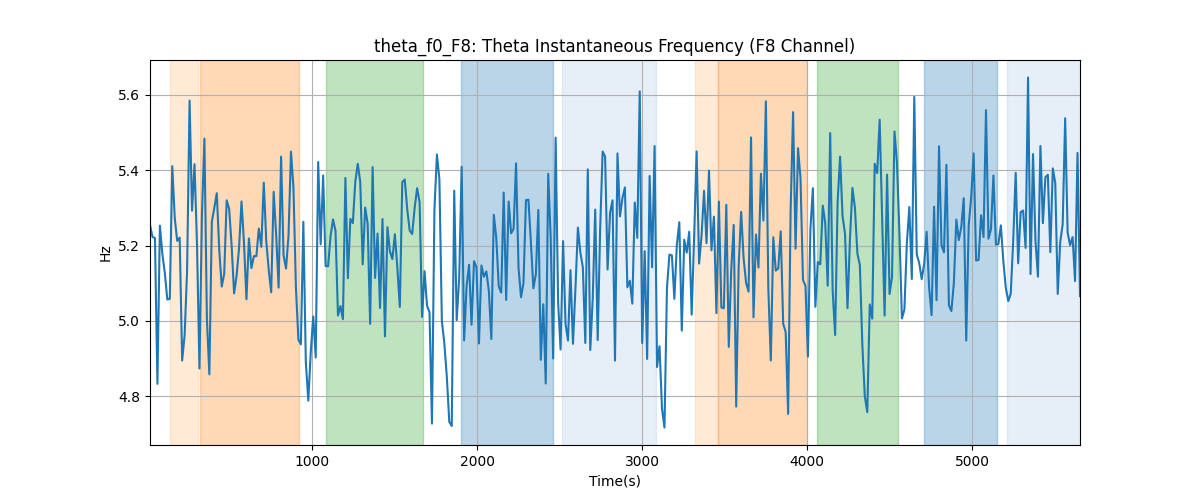 theta_f0_F8: Theta Instantaneous Frequency (F8 Channel)
Hz
5.6
5.4
5.2
5.0
4.8
1000 2000 3000 4000 5000
Time(s)